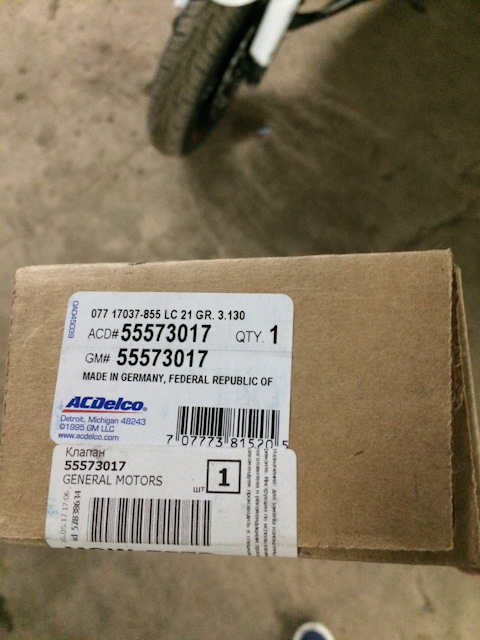 077 17037-855 LC 21 GR. 3.130
ACD# 55573017 QTY. 1
GM# 55573017
MADE IN GERMANY, FEDERAL REPUBLIC OF
ACDelco
Detroit, Michigan 48243
©1995 GM LLC
www.acdelco.com
7 07773 81520 5
Клапан
55573017
GENERAL MOTORS
шт 1